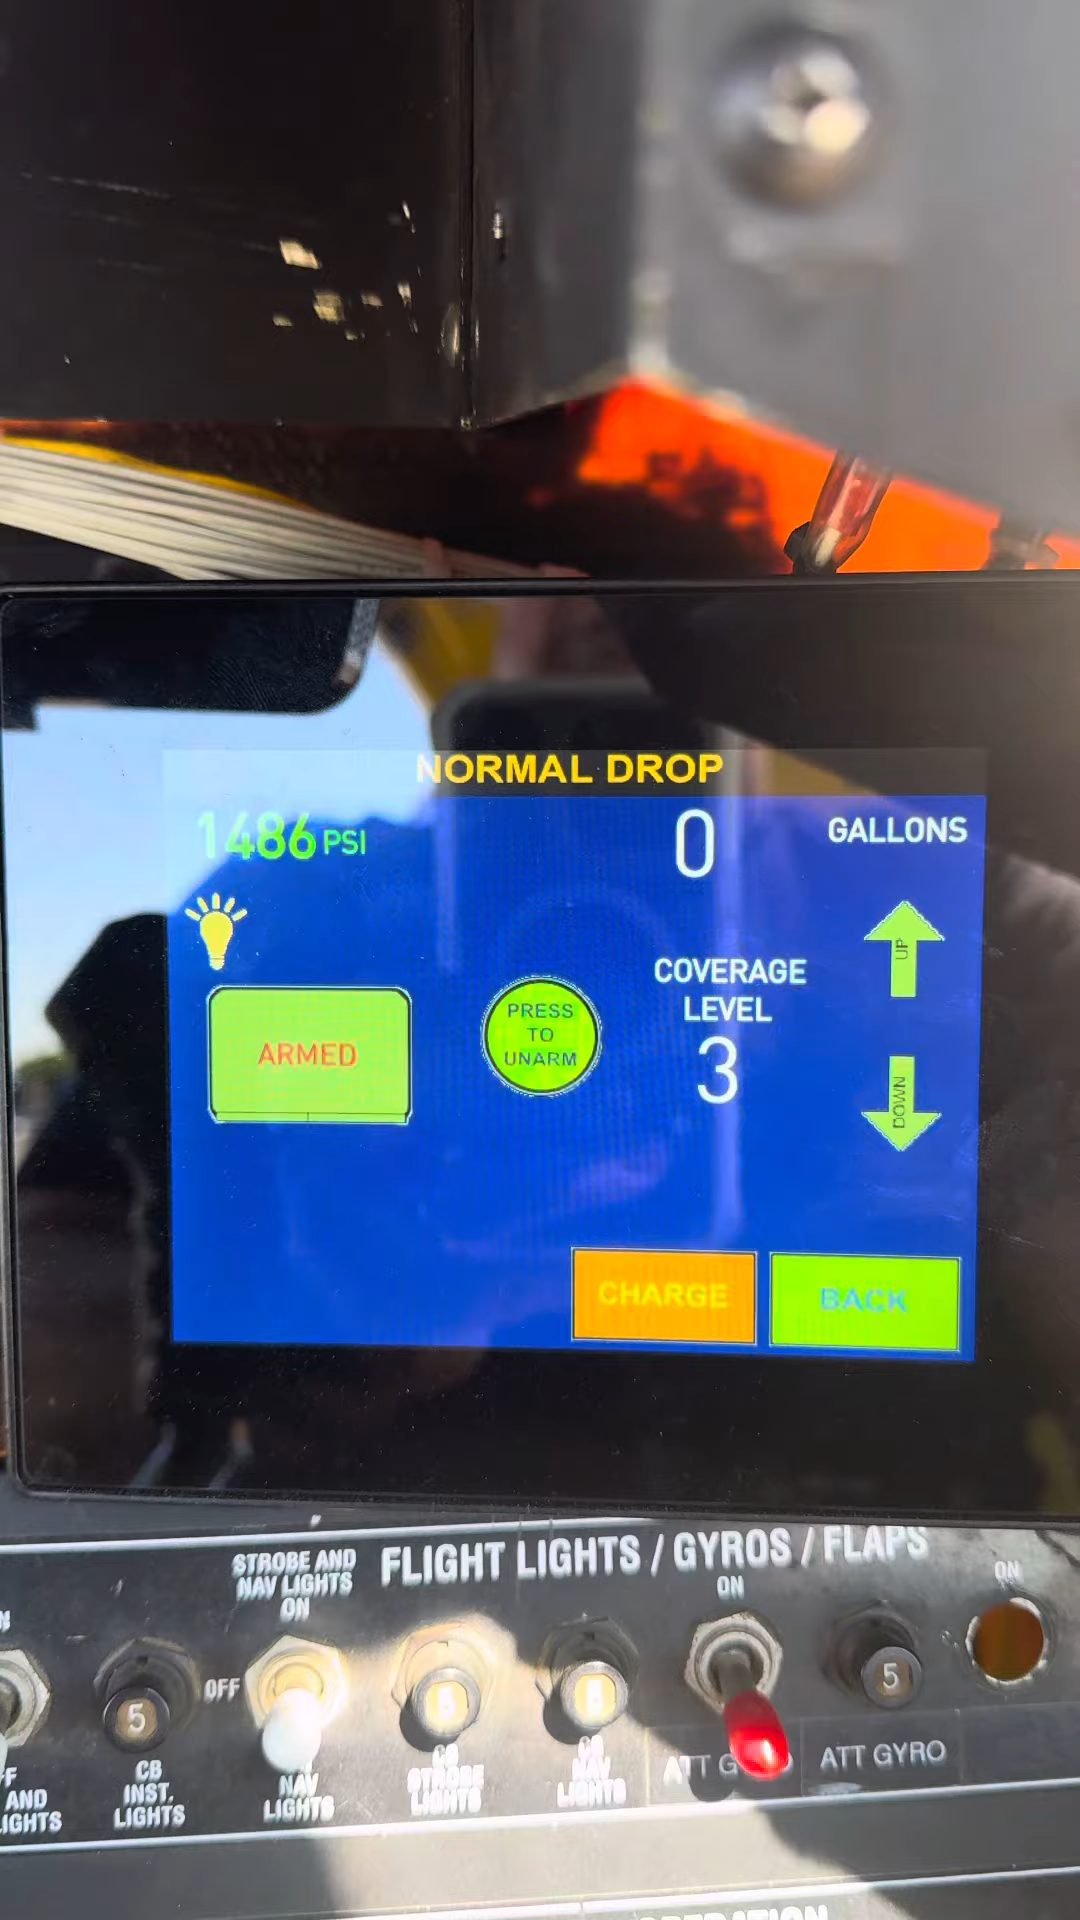 NORMAL DROP
1486 PSI
0
GALLONS
UP
COVERAGE
LEVEL
3
ARMED
PRESS
TO
UNARM
DOWN
CHARGE
BACK
FLIGHT LIGHTS / GYROS / FLAPS
STROBE AND
NAV LIGHTS
ON
ON
ON
5
OFF
5
5
5
CB
INST.
LIGHTS
NAV
LIGHTS
CB
STROBE
LIGHTS
CB
NAV
LIGHTS
ATT GYRO
AND
LIGHTS